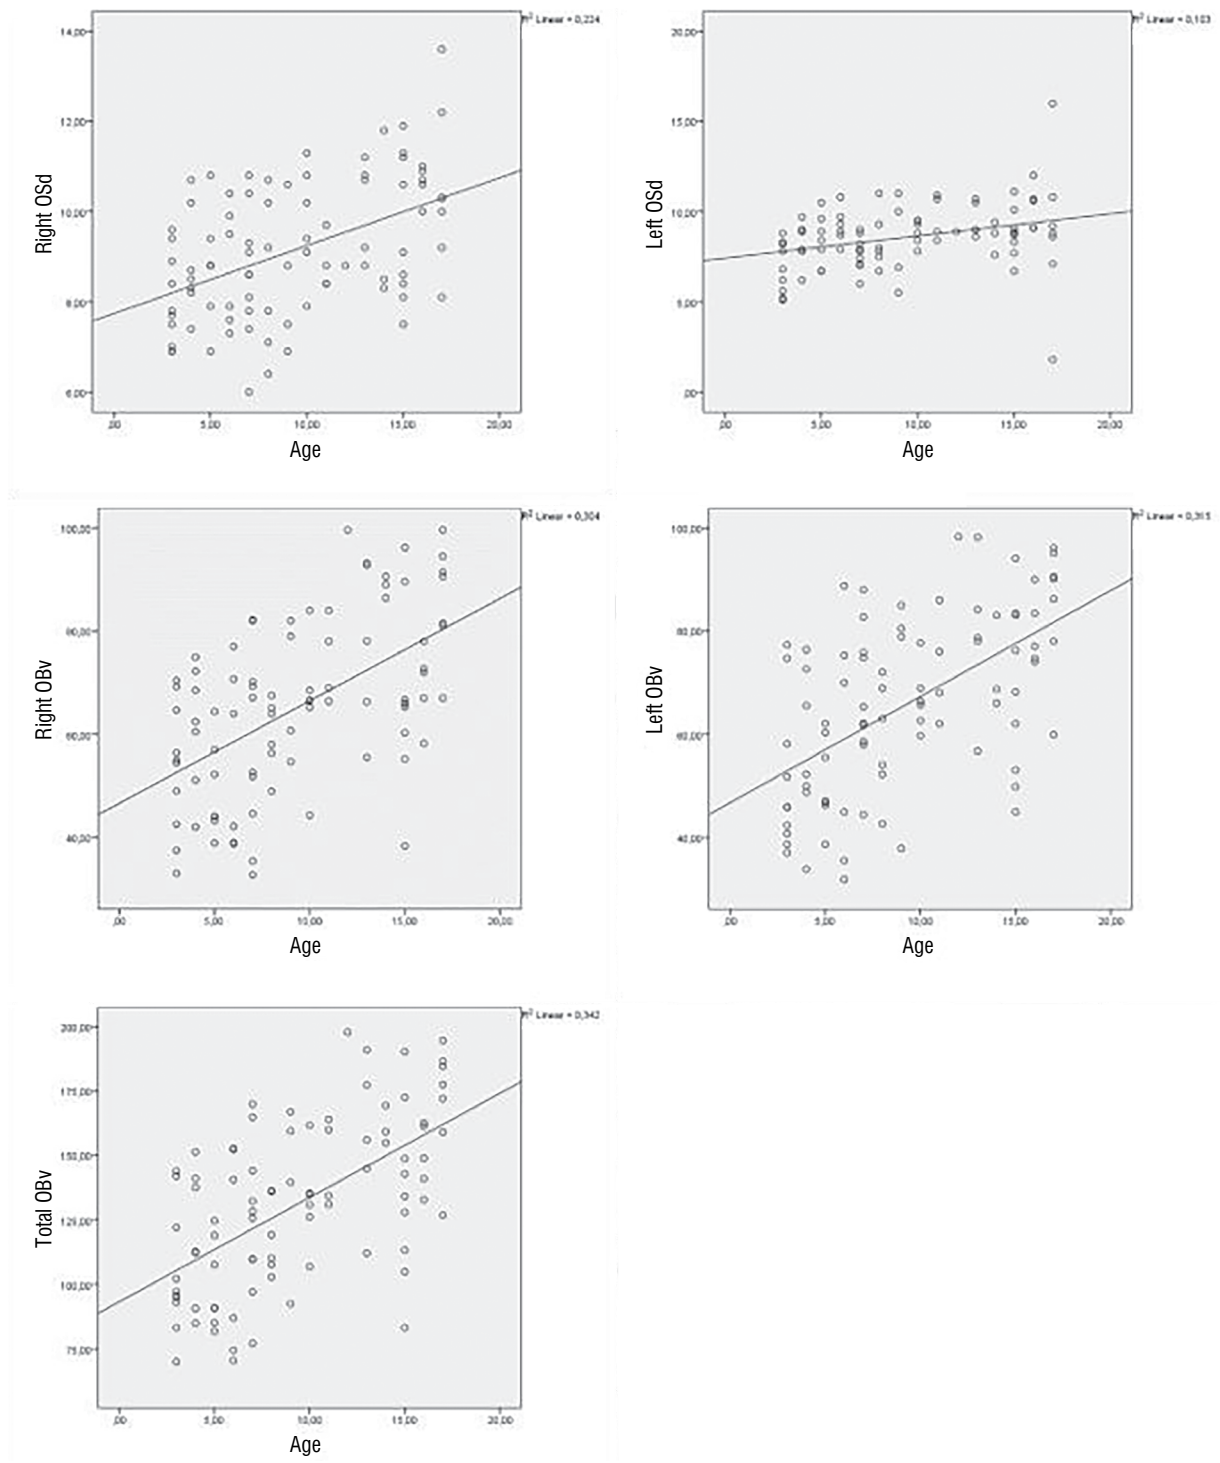 R² Linear = 0,234
14,00
12,00
10,00
8,00
6,00
Right OSd
,00 5,00 10,00 15,00 20,00
Age
R² Linear = 0,103
20,00
15,00
10,00
5,00
,00
Left OSd
,00 5,00 10,00 15,00 20,00
Age
R² Linear = 0,304
100,00
80,00
60,00
40,00
Right OBv
,00 5,00 10,00 15,00 20,00
Age
R² Linear = 0,315
100,00
80,00
60,00
40,00
Left OBv
,00 5,00 10,00 15,00 20,00
Age
R² Linear = 0,342
200,00
175,00
150,00
125,00
100,00
75,00
Total OBv
,00 5,00 10,00 15,00 20,00
Age